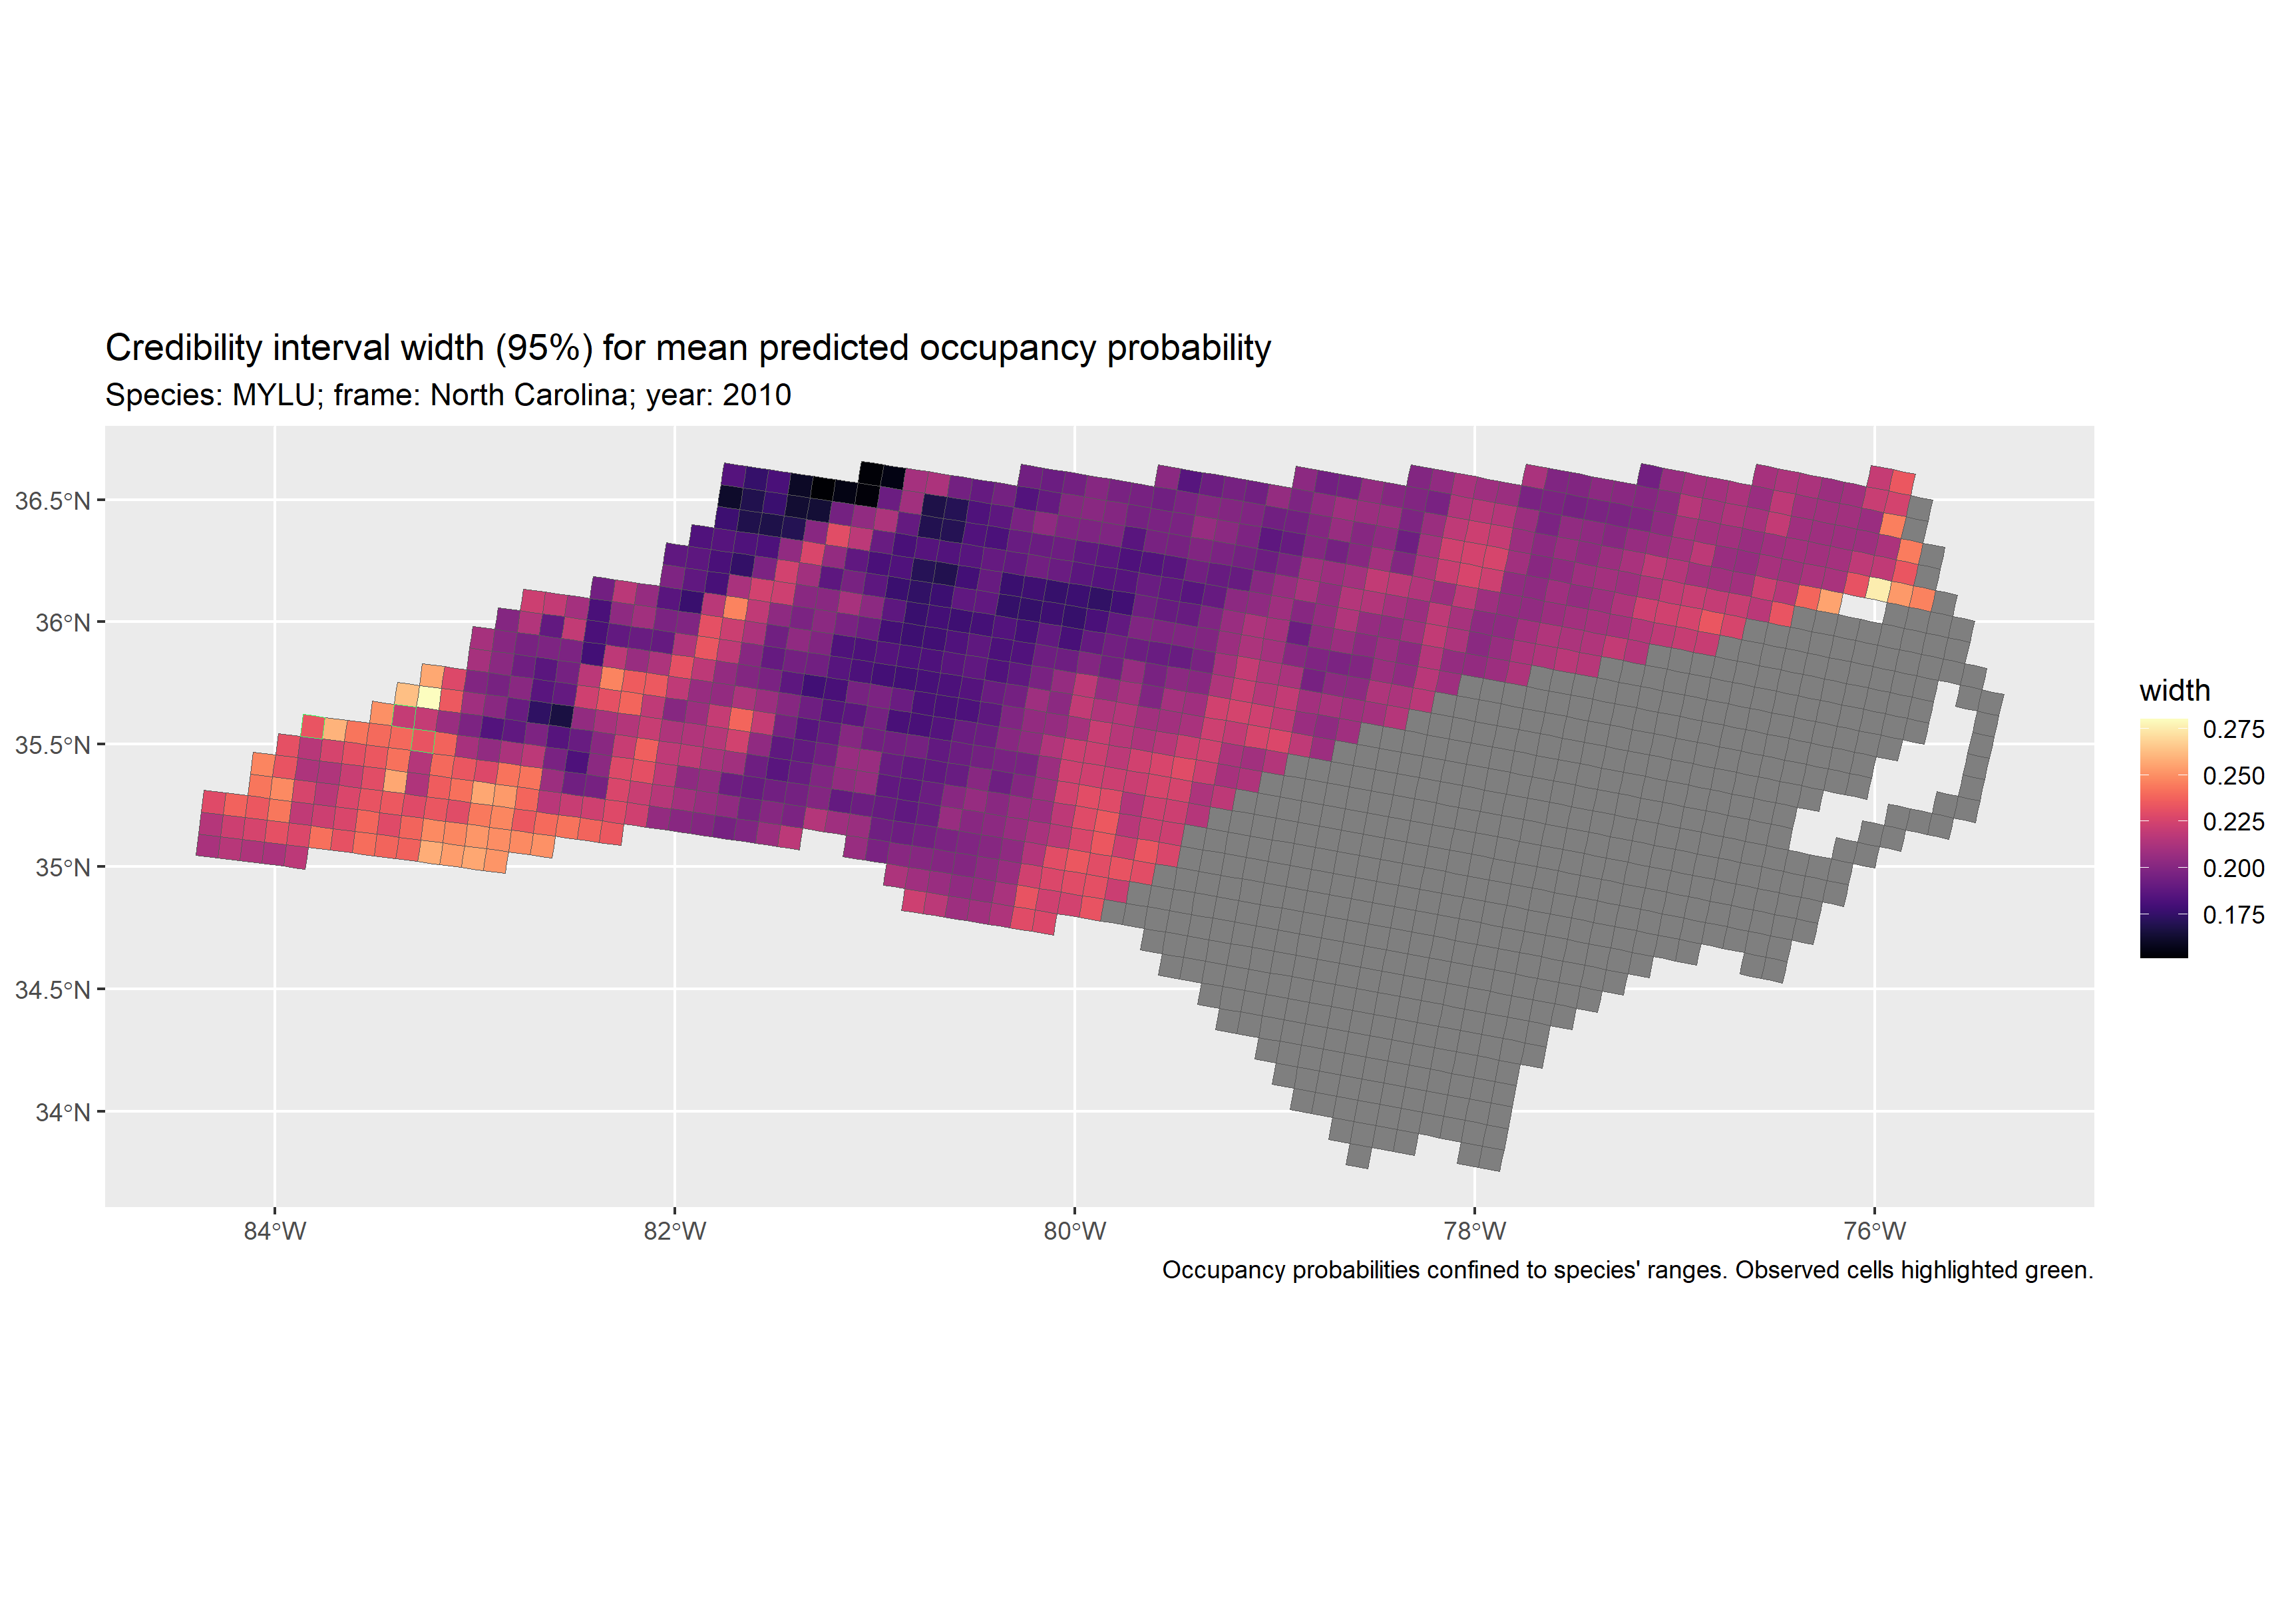 Credibility interval width (95%) for mean predicted occupancy probability
Species: MYLU; frame: North Carolina; year: 2010
36.5°N
36°N
35.5°N
35°N
34.5°N
34°N
84°W
82°W
80°W
78°W
76°W
width
0.275
0.250
0.225
0.200
0.175
Occupancy probabilities confined to species' ranges. Observed cells highlighted green.